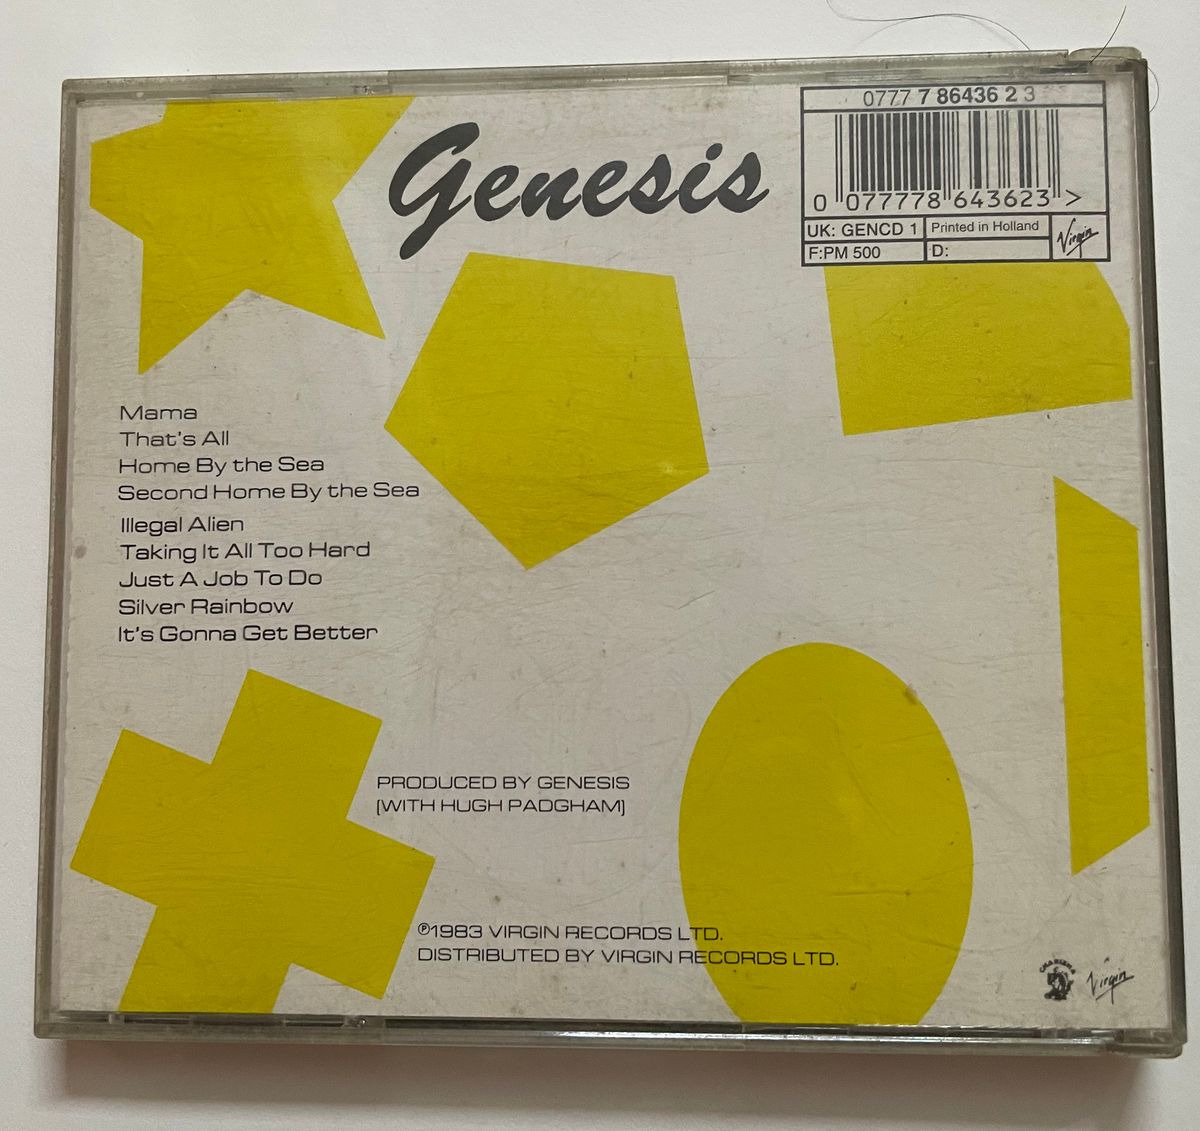 Genesis
0777 7 86436 2 3
0 077778 643623 >
UK: GENCD 1
Printed in Holland
F:PM 500
D:
Virgin
Mama
That's All
Home By the Sea
Second Home By the Sea
Illegal Alien
Taking It All Too Hard
Just A Job To Do
Silver Rainbow
It's Gonna Get Better
PRODUCED BY GENESIS
(WITH HUGH PADGHAM)
℗1983 VIRGIN RECORDS LTD.
DISTRIBUTED BY VIRGIN RECORDS LTD.
CHARISMA
Virgin